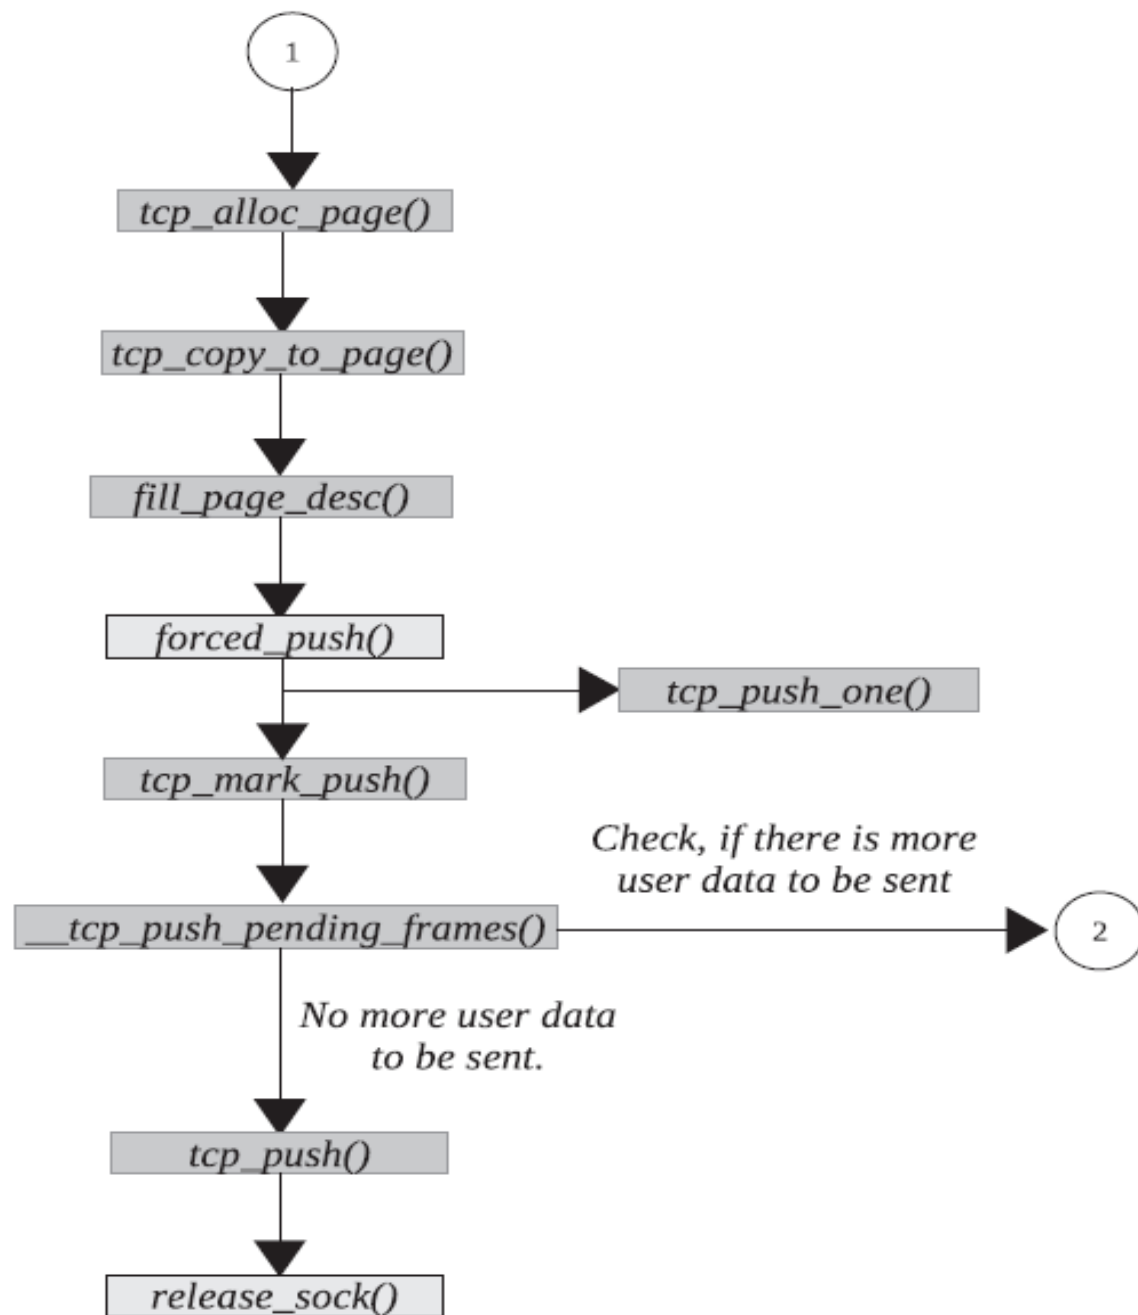 1
tcp_alloc_page()
tcp_copy_to_page()
fill_page_desc()
forced_push()
tcp_push_one()
tcp_mark_push()
Check, if there is more
user data to be sent
__tcp_push_pending_frames()
2
No more user data
to be sent.
tcp_push()
release_sock()